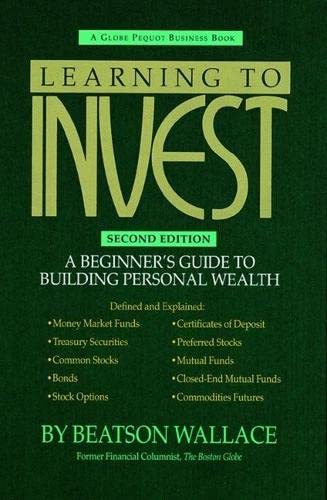 A GLOBE PEQUOT BUSINESS BOOK
LEARNING TO
INVEST
SECOND EDITION
A BEGINNER'S GUIDE TO
BUILDING PERSONAL WEALTH
Defined and Explained:
• Money Market Funds
• Treasury Securities
• Common Stocks
• Bonds
• Stock Options
• Certificates of Deposit
• Preferred Stocks
• Mutual Funds
• Closed-End Mutual Funds
• Commodities Futures
BY BEATSON WALLACE
Former Financial Columnist, The Boston Globe